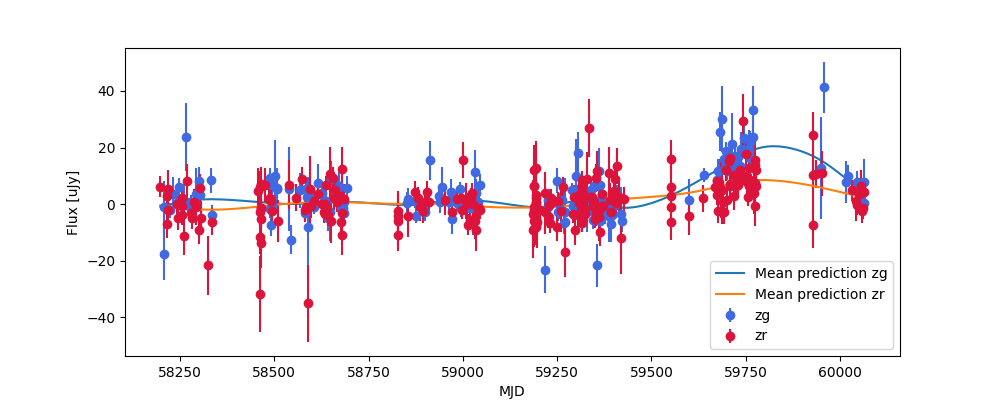 40
20
0
−20
−40
Flux [uJy]
58250
58500
58750
59000
59250
59500
59750
60000
MJD
Mean prediction zg
Mean prediction zr
zg
zr